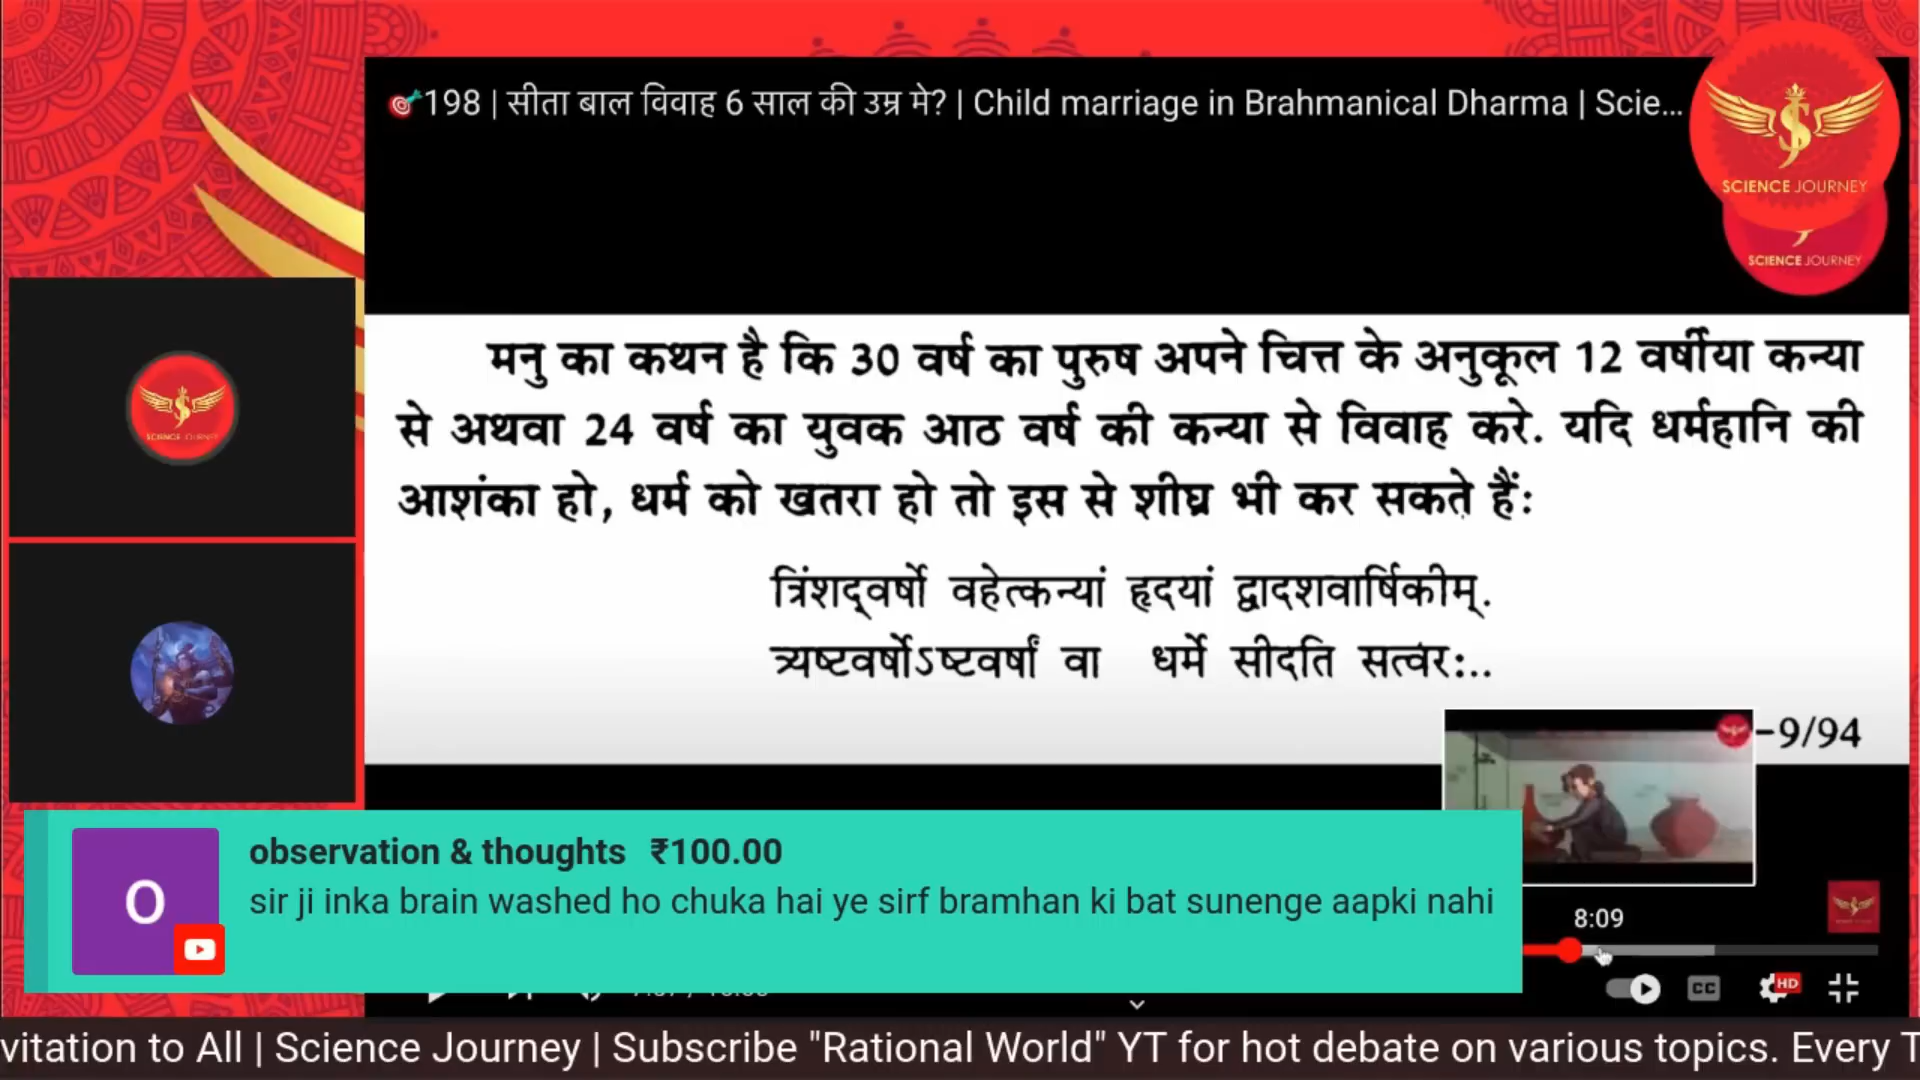 198 | सीता बाल विवाह 6 साल की उम्र मे? | Child marriage in Brahmanical Dharma | Scie...
SCIENCE JOURNEY
SCIENCE JOURNEY
मनु का कथन है कि 30 वर्ष का पुरुष अपने चित्त के अनुकूल 12 वर्षीया कन्या
से अथवा 24 वर्ष का युवक आठ वर्ष की कन्या से विवाह करे. यदि धर्महानि की
आशंका हो, धर्म को खतरा हो तो इस से शीघ्र भी कर सकते हैं:
त्रिंशद्वर्षो वहेत्कन्यां हृदयां द्वादशवार्षिकीम्.
त्र्यष्टवर्षोऽष्टवर्षां वा धर्मे सीदति सत्वर:..
-9/94
SCIENCE JOURNEY
observation & thoughts ₹100.00
O
sir ji inka brain washed ho chuka hai ye sirf bramhan ki bat sunenge aapki nahi
8:09
CC
HD
vitation to All | Science Journey | Subscribe "Rational World" YT for hot debate on various topics. Every T